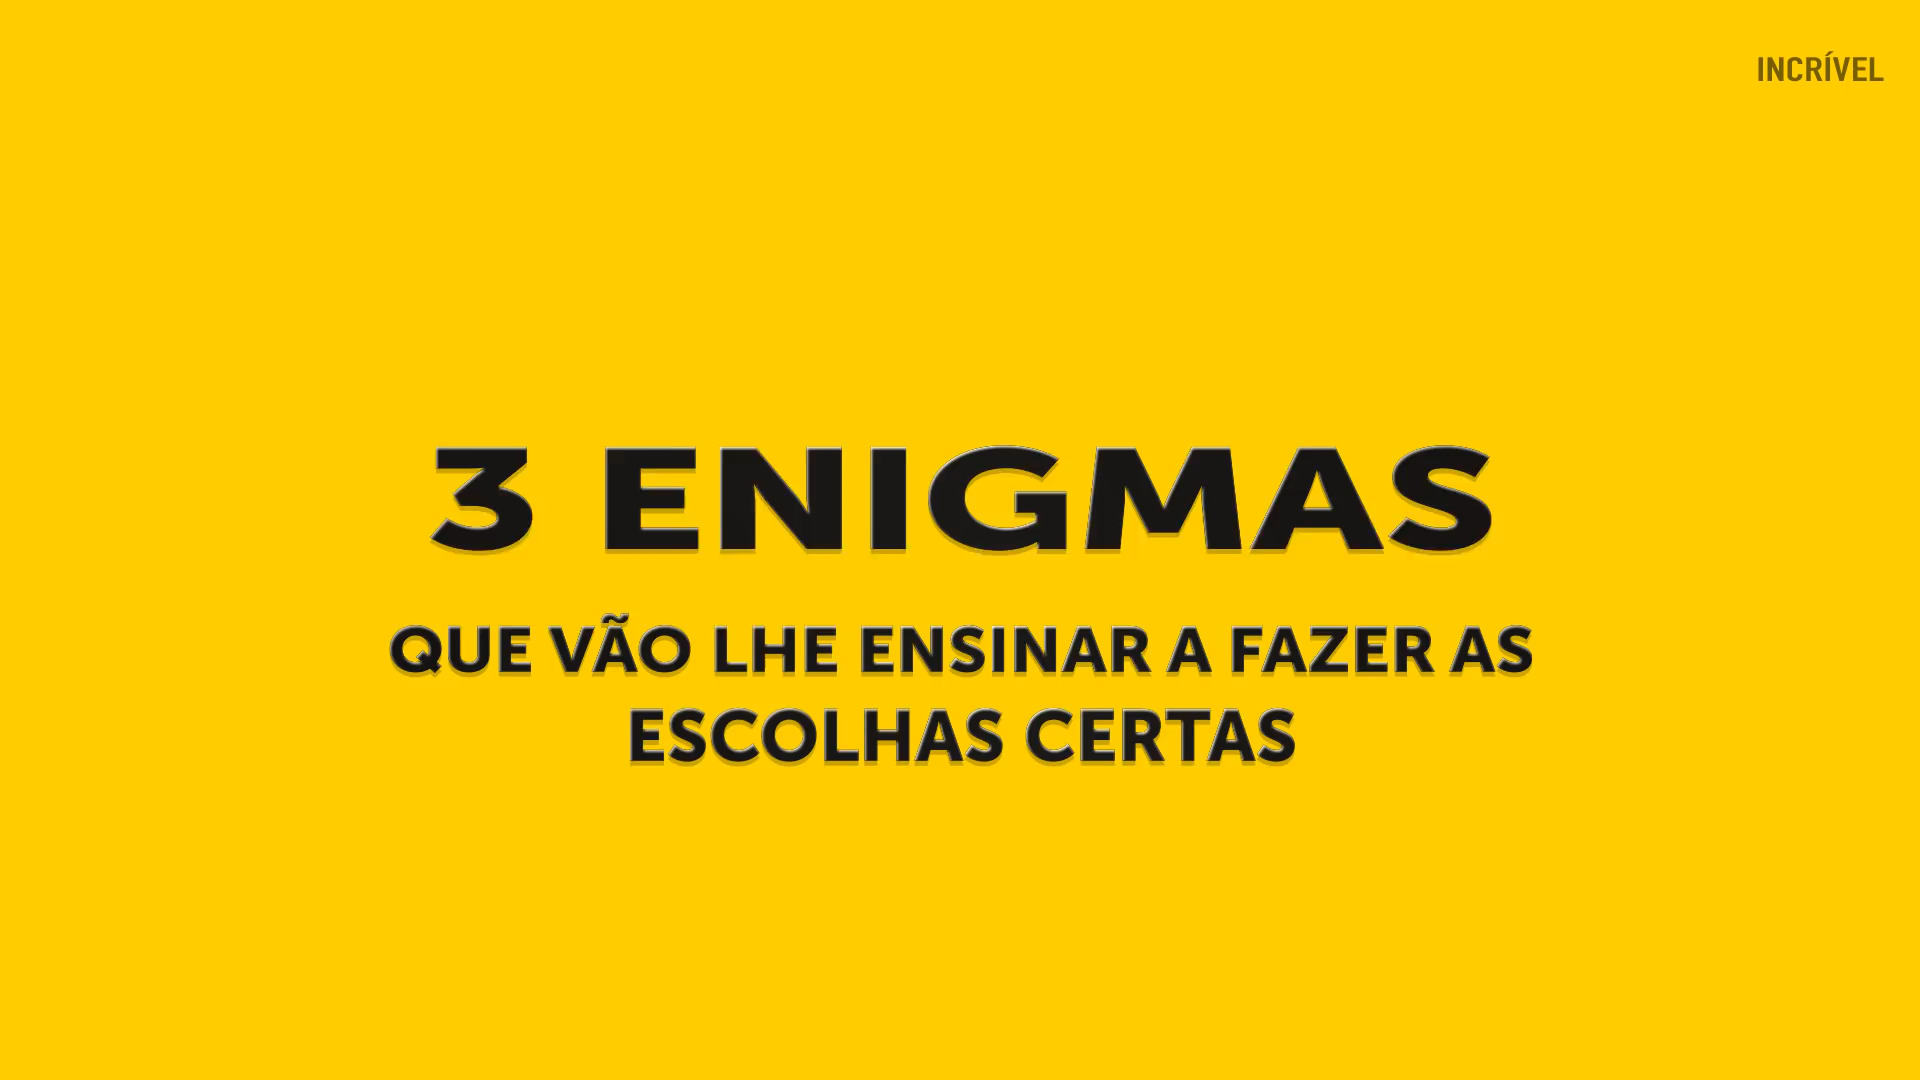 INCRÍVEL
3 ENIGMAS
QUE VÃO LHE ENSINAR A FAZER AS
ESCOLHAS CERTAS